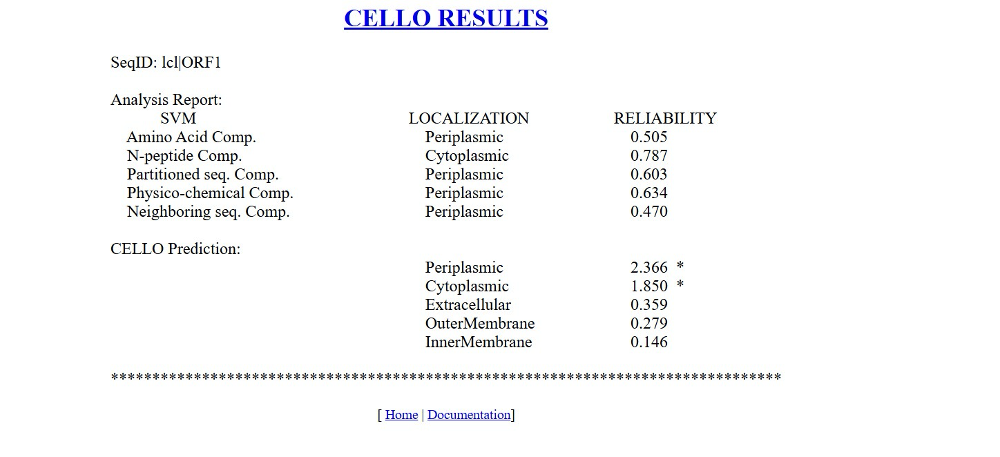 CELLO RESULTS
SeqID: lcl|ORF1
Analysis Report:
SVM LOCALIZATION RELIABILITY
Amino Acid Comp. Periplasmic 0.505
N-peptide Comp. Cytoplasmic 0.787
Partitioned seq. Comp. Periplasmic 0.603
Physico-chemical Comp. Periplasmic 0.634
Neighboring seq. Comp. Periplasmic 0.470
CELLO Prediction:
Periplasmic 2.366 *
Cytoplasmic 1.850 *
Extracellular 0.359
OuterMembrane 0.279
InnerMembrane 0.146
*********************************************************************************
[ Home | Documentation]